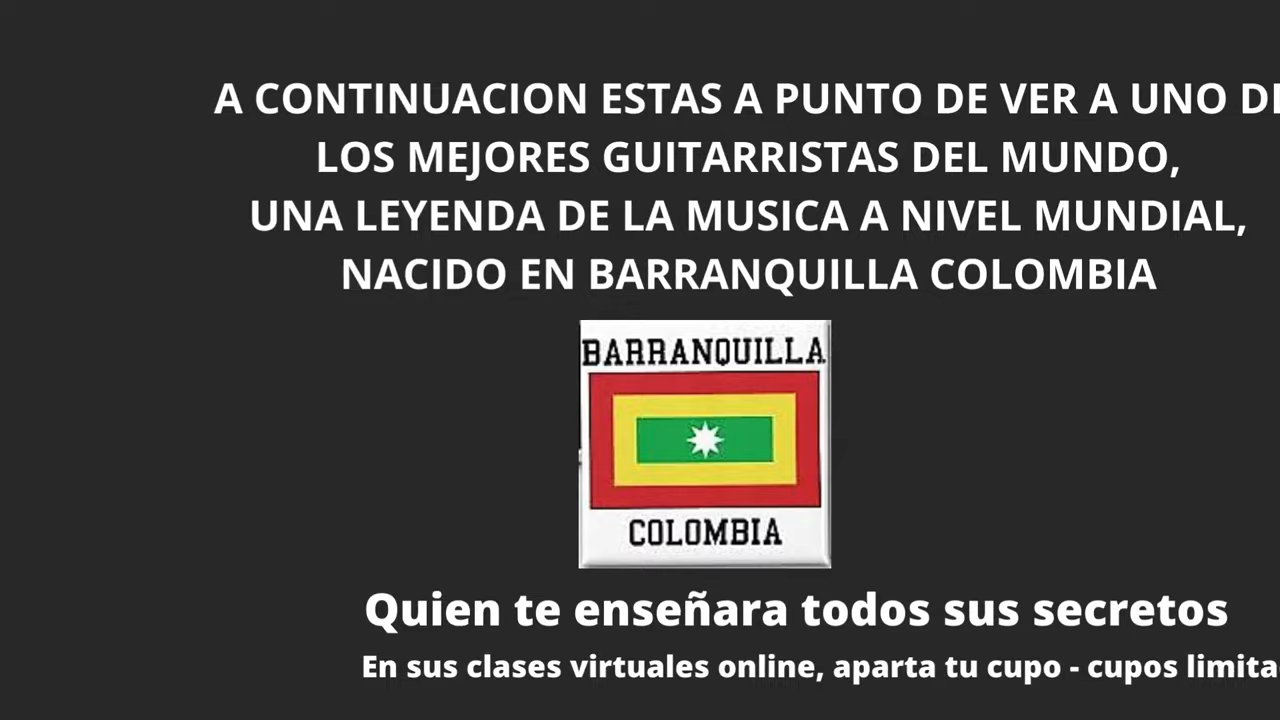 A CONTINUACION ESTAS A PUNTO DE VER A UNO
LOS MEJORES GUITARRISTAS DEL MUNDO,
UNA LEYENDA DE LA MUSICA A NIVEL MUNDIAL,
NACIDO EN BARRANQUILLA COLOMBIA
BARRANQUILLA
COLOMBIA
Quien te enseñara todos sus secretos
En sus clases virtuales online, aparta tu cupo - cupos